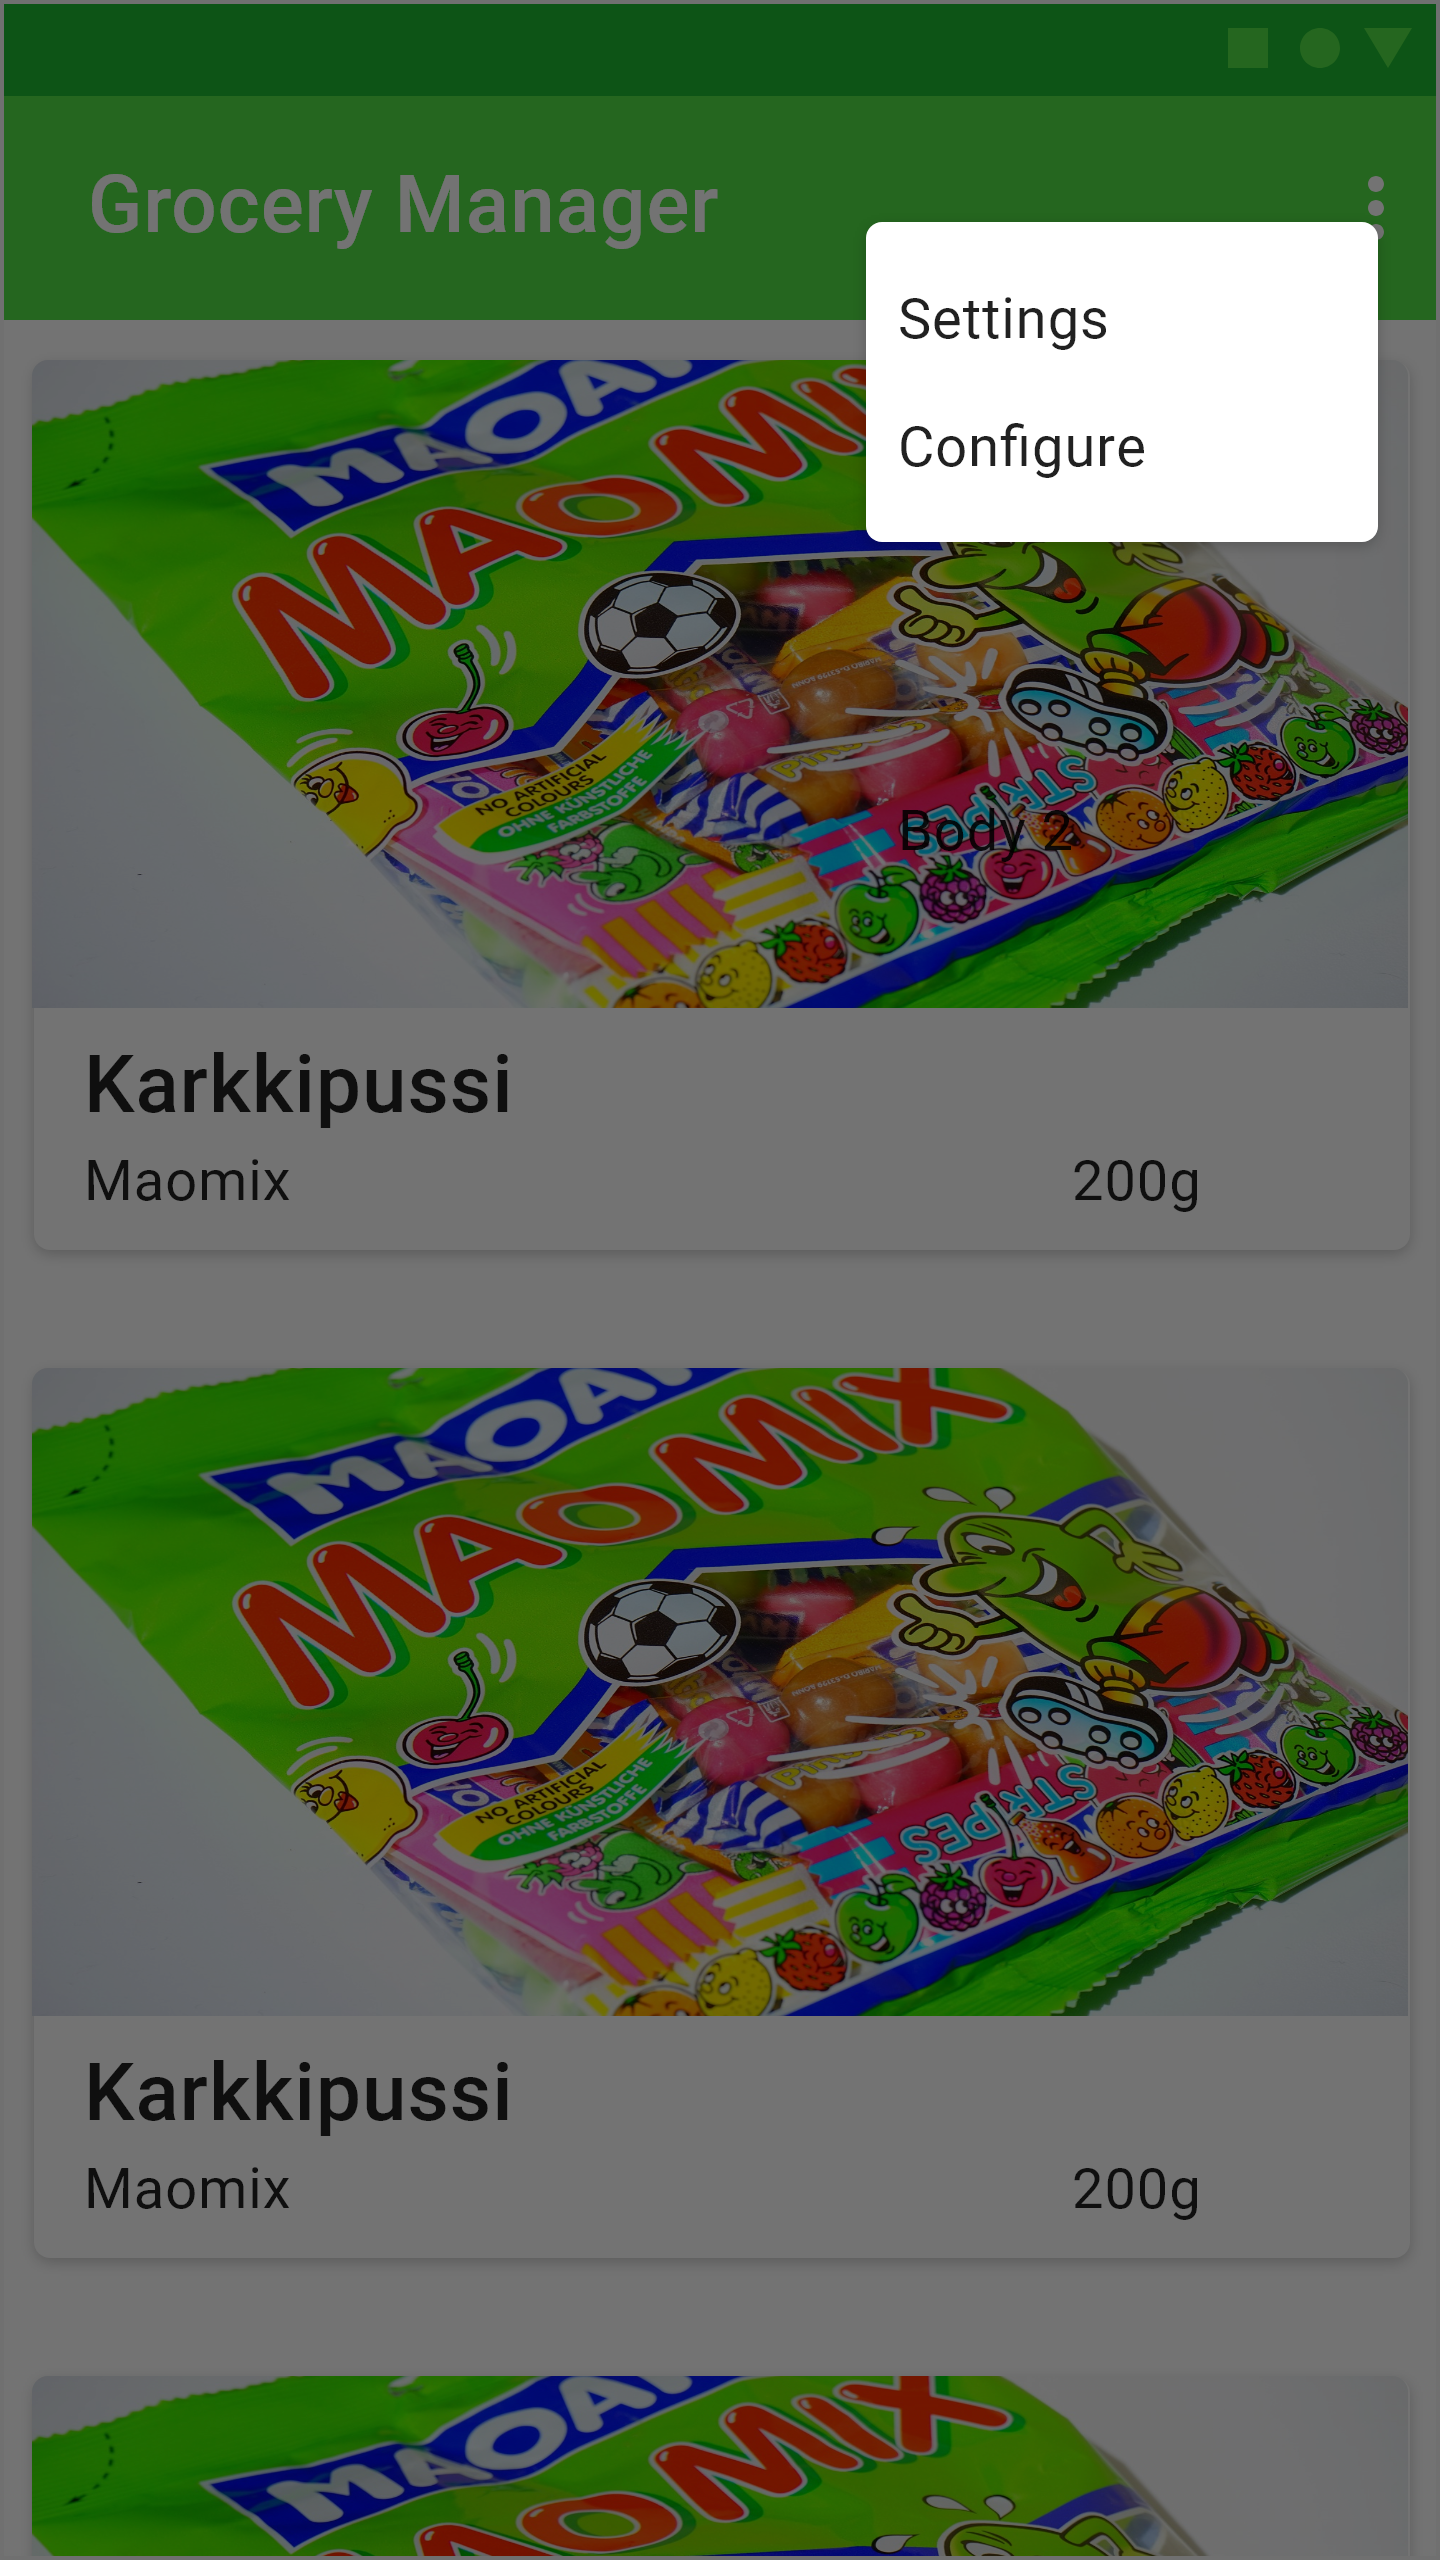 Grocery Manager
Settings
Configure
MAOAM
MAOMIX
NO ARTIFICIAL
COLOURS
OHNE KÜNSTLICHE
FARBSTOFFE
STRIPES
Body 2
Karkkipussi
Maomix 200g
MAOAM
MAOMIX
NO ARTIFICIAL
COLOURS
OHNE KÜNSTLICHE
FARBSTOFFE
STRIPES
Karkkipussi
Maomix 200g
MAOAM
MAOMIX